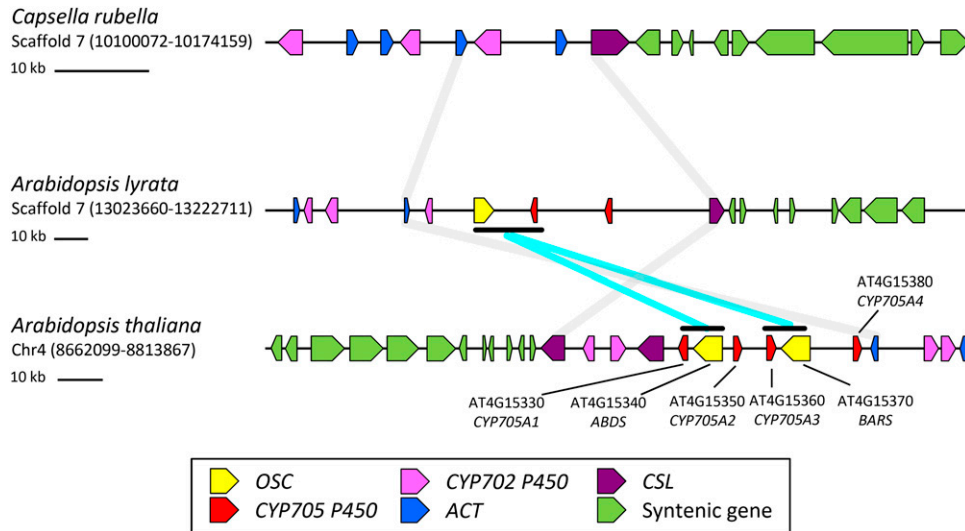 Capsella rubella
Scaffold 7 (10100072-10174159)
10 kb
Arabidopsis lyrata
Scaffold 7 (13023660-13222711)
10 kb
Arabidopsis thaliana
Chr4 (8662099-8813867)
10 kb
AT4G15380
CYP705A4
AT4G15330 AT4G15340 AT4G15350 AT4G15360 AT4G15370
CYP705A1 ABDS CYP705A2 CYP705A3 BARS
OSC CYP702 P450 CSL
CYP705 P450 ACT Syntenic gene